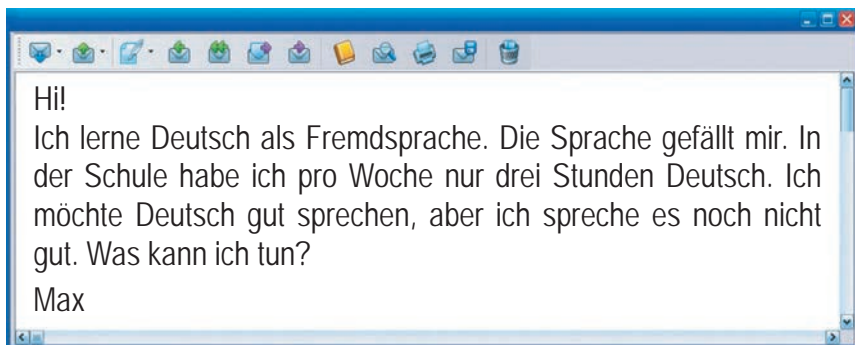 Hi!
Ich lerne Deutsch als Fremdsprache. Die Sprache gefällt mir. In
der Schule habe ich pro Woche nur drei Stunden Deutsch. Ich
möchte Deutsch gut sprechen, aber ich spreche es noch nicht
gut. Was kann ich tun?
Max